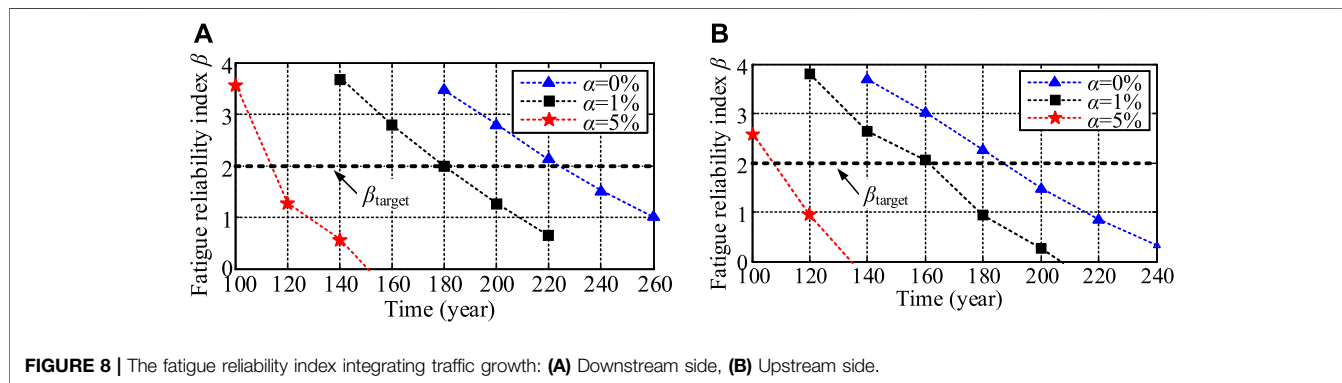 A
Fatigue reliability index β
4
3
2
1
0
α=0%
α=1%
α=5%
βtarget
100 120 140 160 180 200 220 240 260
Time (year)
B
Fatigue reliability index β
4
3
2
1
0
α=0%
α=1%
α=5%
βtarget
100 120 140 160 180 200 220 240
Time (year)
FIGURE 8 | The fatigue reliability index integrating traffic growth: (A) Downstream side, (B) Upstream side.